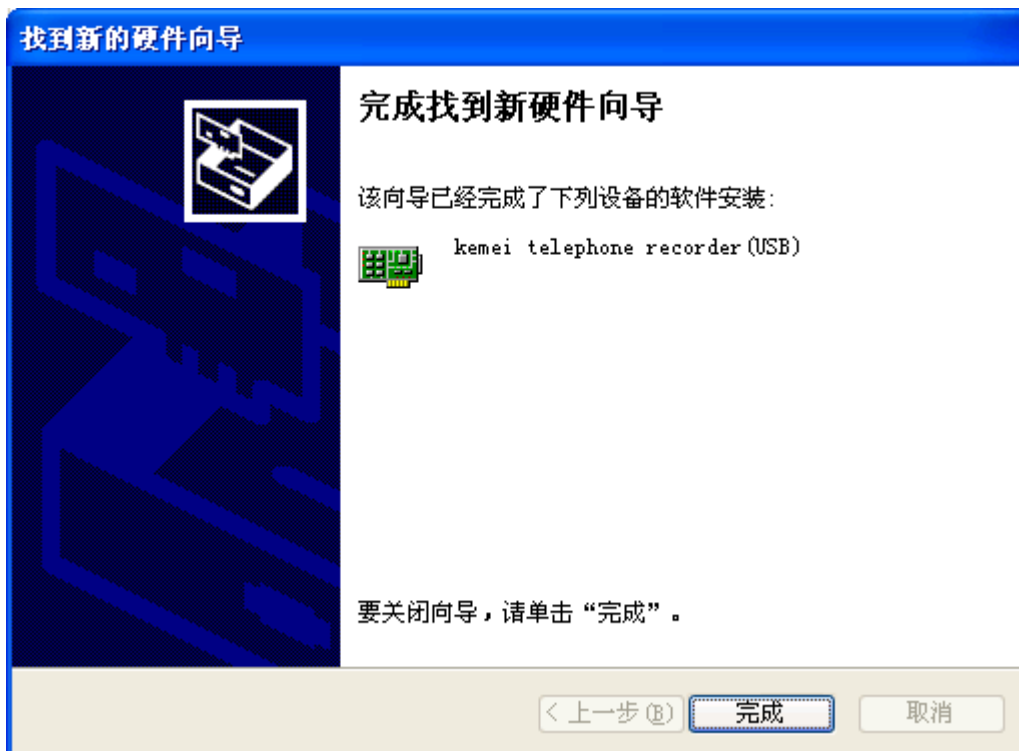 找到新的硬件向导
完成找到新硬件向导
该向导已经完成了下列设备的软件安装:
kemei telephone recorder(USB)
要关闭向导，请单击“完成”。
< 上一步(B)
完成
取消